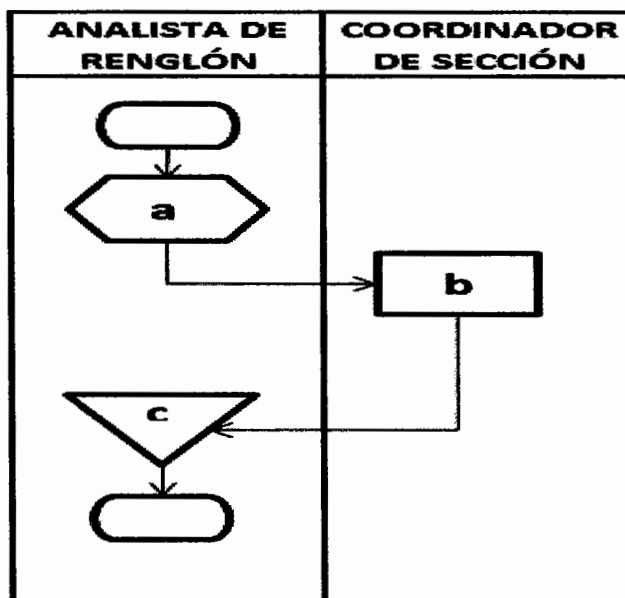 ANALISTA DE
RENGLÓN
COORDINADOR
DE SECCIÓN
a
b
c